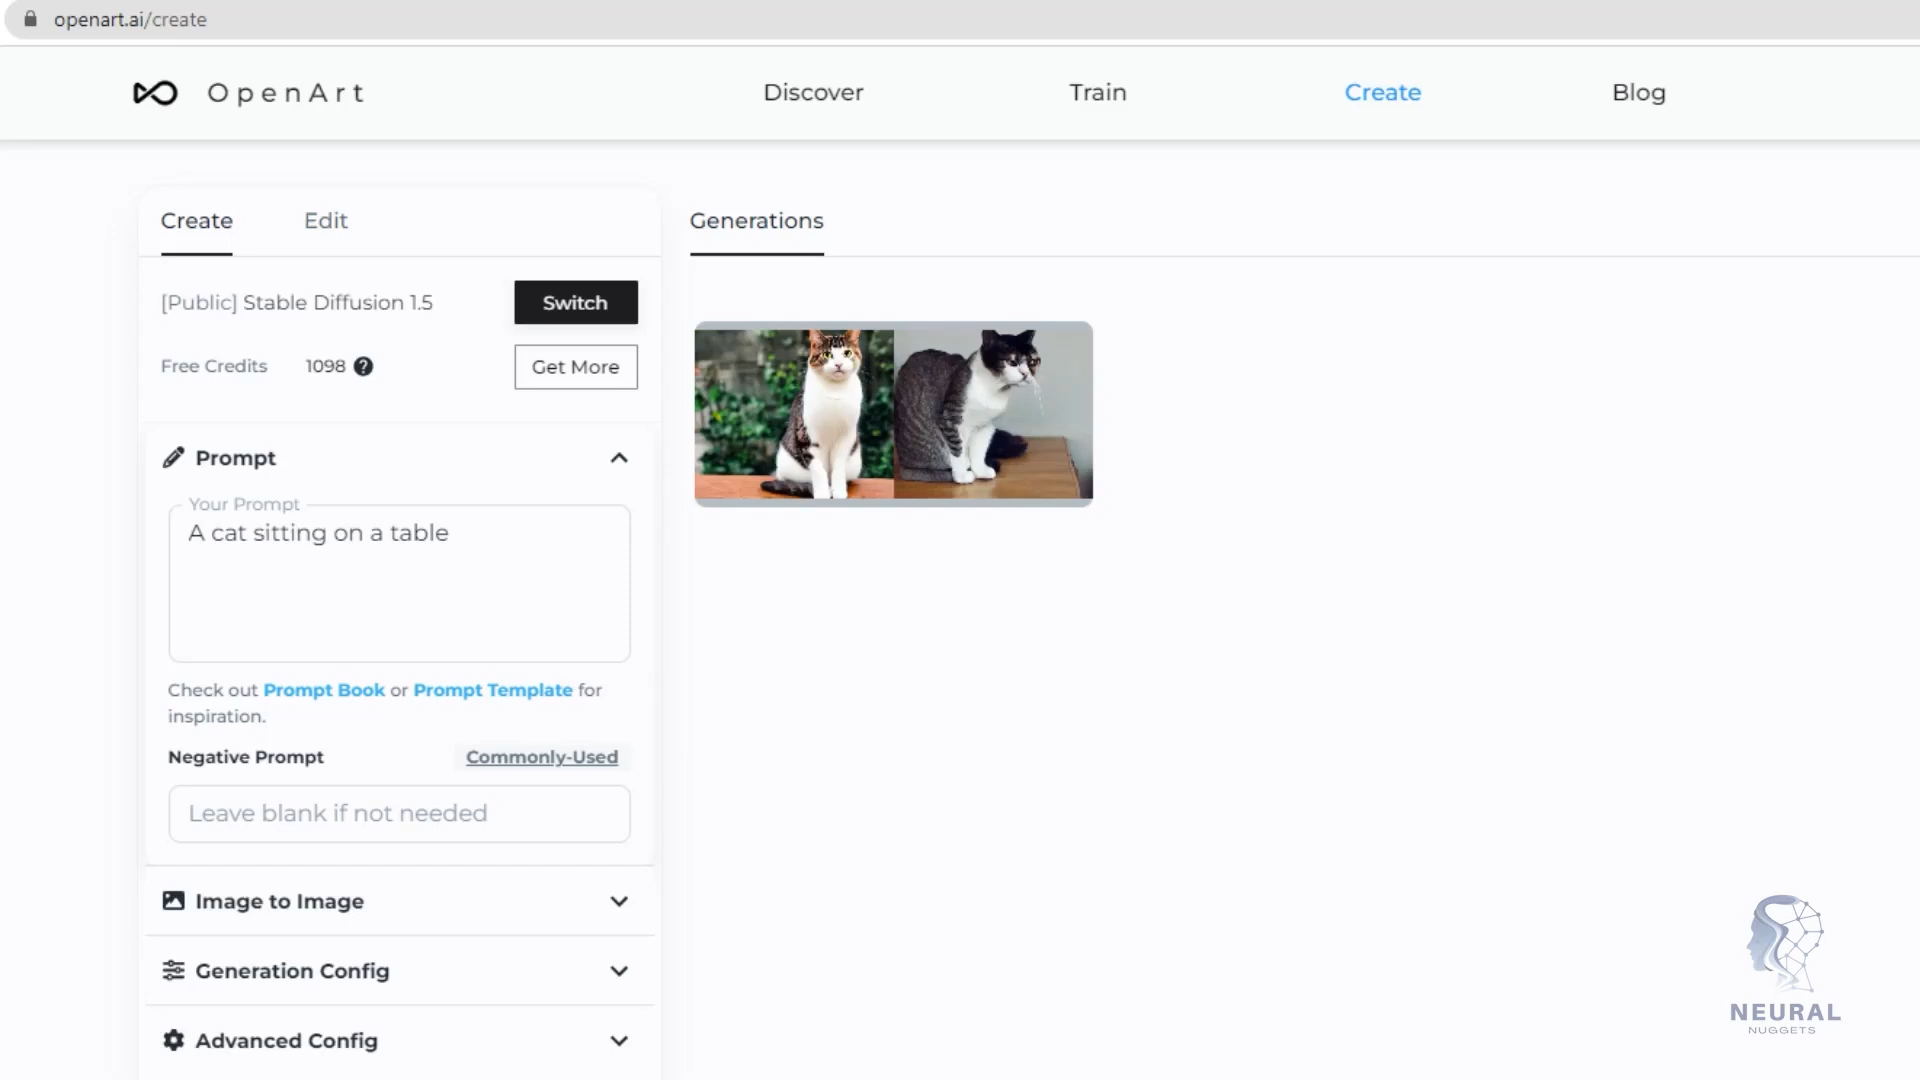 openart.ai/create
OpenArt
Discover
Train
Create
Blog
Create
Edit
Generations
[Public] Stable Diffusion 1.5
Switch
Free Credits
1098
?
Get More
Prompt
Your Prompt
A cat sitting on a table
Check out Prompt Book or Prompt Template for
inspiration.
Negative Prompt
Commonly-Used
Leave blank if not needed
Image to Image
Generation Config
Advanced Config
NEURAL
NUGGETS